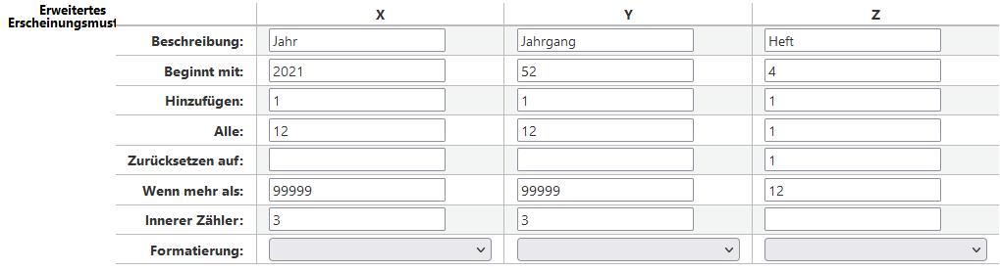 Erweitertes
Erscheinungsmust
X Y Z
Beschreibung: Jahr Jahrgang Heft
Beginnt mit: 2021 52 4
Hinzufügen: 1 1 1
Alle: 12 12 1
Zurücksetzen auf: 1
Wenn mehr als: 99999 99999 12
Innerer Zähler: 3 3
Formatierung: